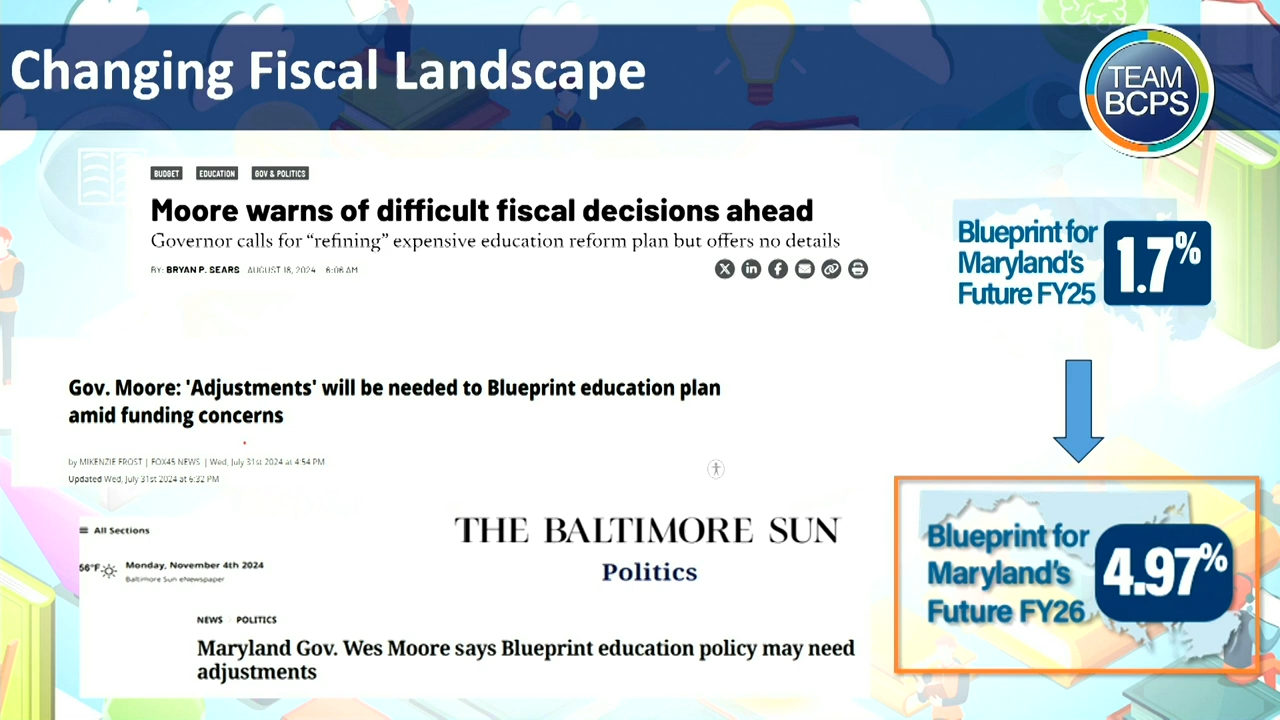 Changing Fiscal Landscape
TEAM
BCPS
BUDGET EDUCATION GOV & POLITICS
Moore warns of difficult fiscal decisions ahead
Governor calls for “refining” expensive education reform plan but offers no details
BY: BRYAN P. SEARS AUGUST 18, 2024 6:06 AM
Blueprint for
Maryland's
Future FY25
1.7%
Gov. Moore: 'Adjustments' will be needed to Blueprint education plan
amid funding concerns
by MIKENZIE FROST | FOX45 NEWS | Wed, July 31st 2024 at 4:54 PM
Updated Wed, July 31st 2024 at 6:32 PM
All Sections
THE BALTIMORE SUN
Politics
56°F
Monday, November 4th 2024
Baltimore Sun eNewspaper
NEWS POLITICS
Maryland Gov. Wes Moore says Blueprint education policy may need
adjustments
Blueprint for
Maryland's
Future FY26
4.97%